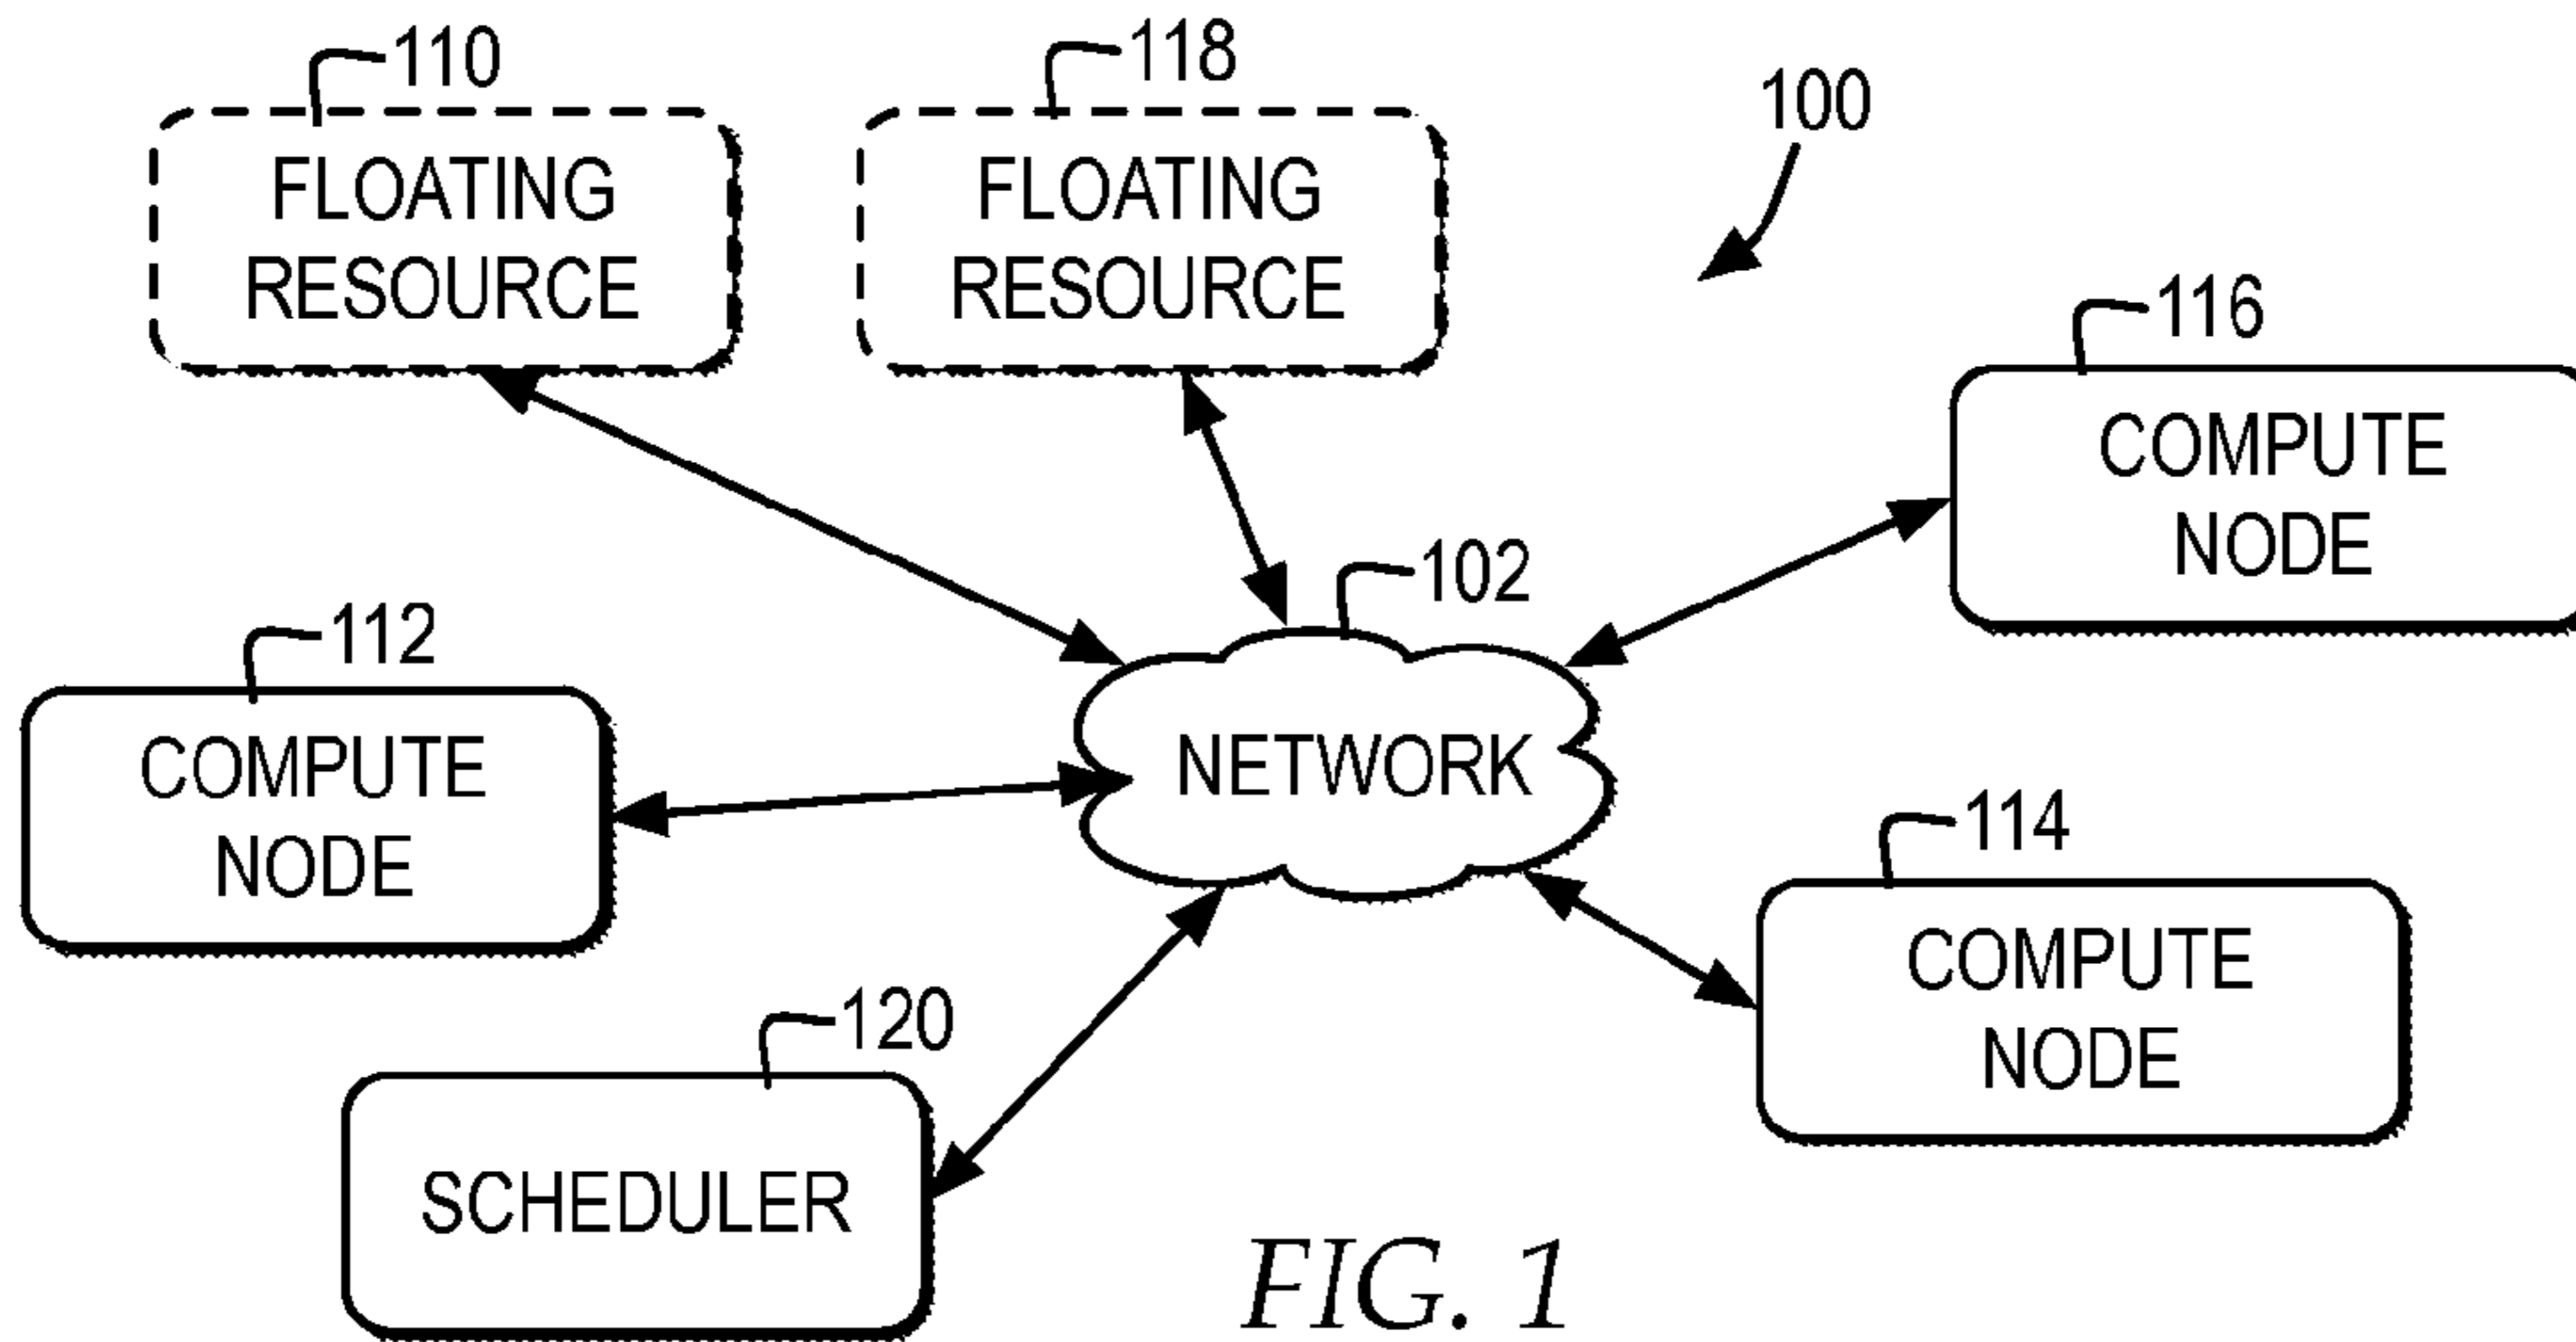 110
118
100
FLOATING
RESOURCE
FLOATING
RESOURCE
116
COMPUTE
NODE
102
112
NETWORK
COMPUTE
NODE
114
COMPUTE
NODE
120
SCHEDULER
FIG. 1